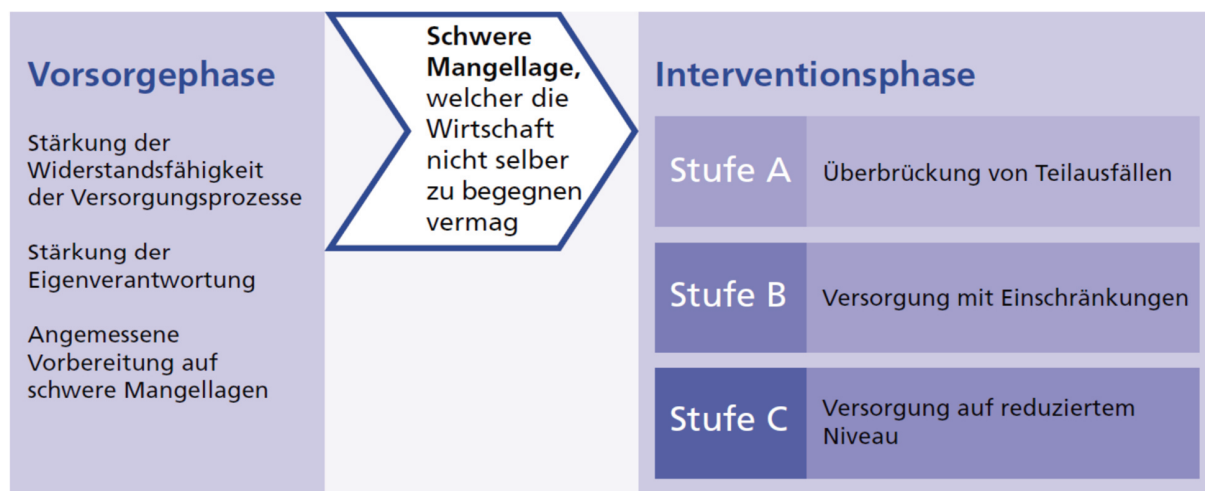 Vorsorgephase
Stärkung der
Widerstandsfähigkeit
der Versorgungsprozesse
Stärkung der
Eigenverantwortung
Angemessene
Vorbereitung auf
schwere Mangellagen
Schwere
Mangellage,
welcher die
Wirtschaft
nicht selber
zu begegnen
vermag
Interventionsphase
Stufe A
Überbrückung von Teilausfällen
Stufe B
Versorgung mit Einschränkungen
Stufe C
Versorgung auf reduziertem
Niveau